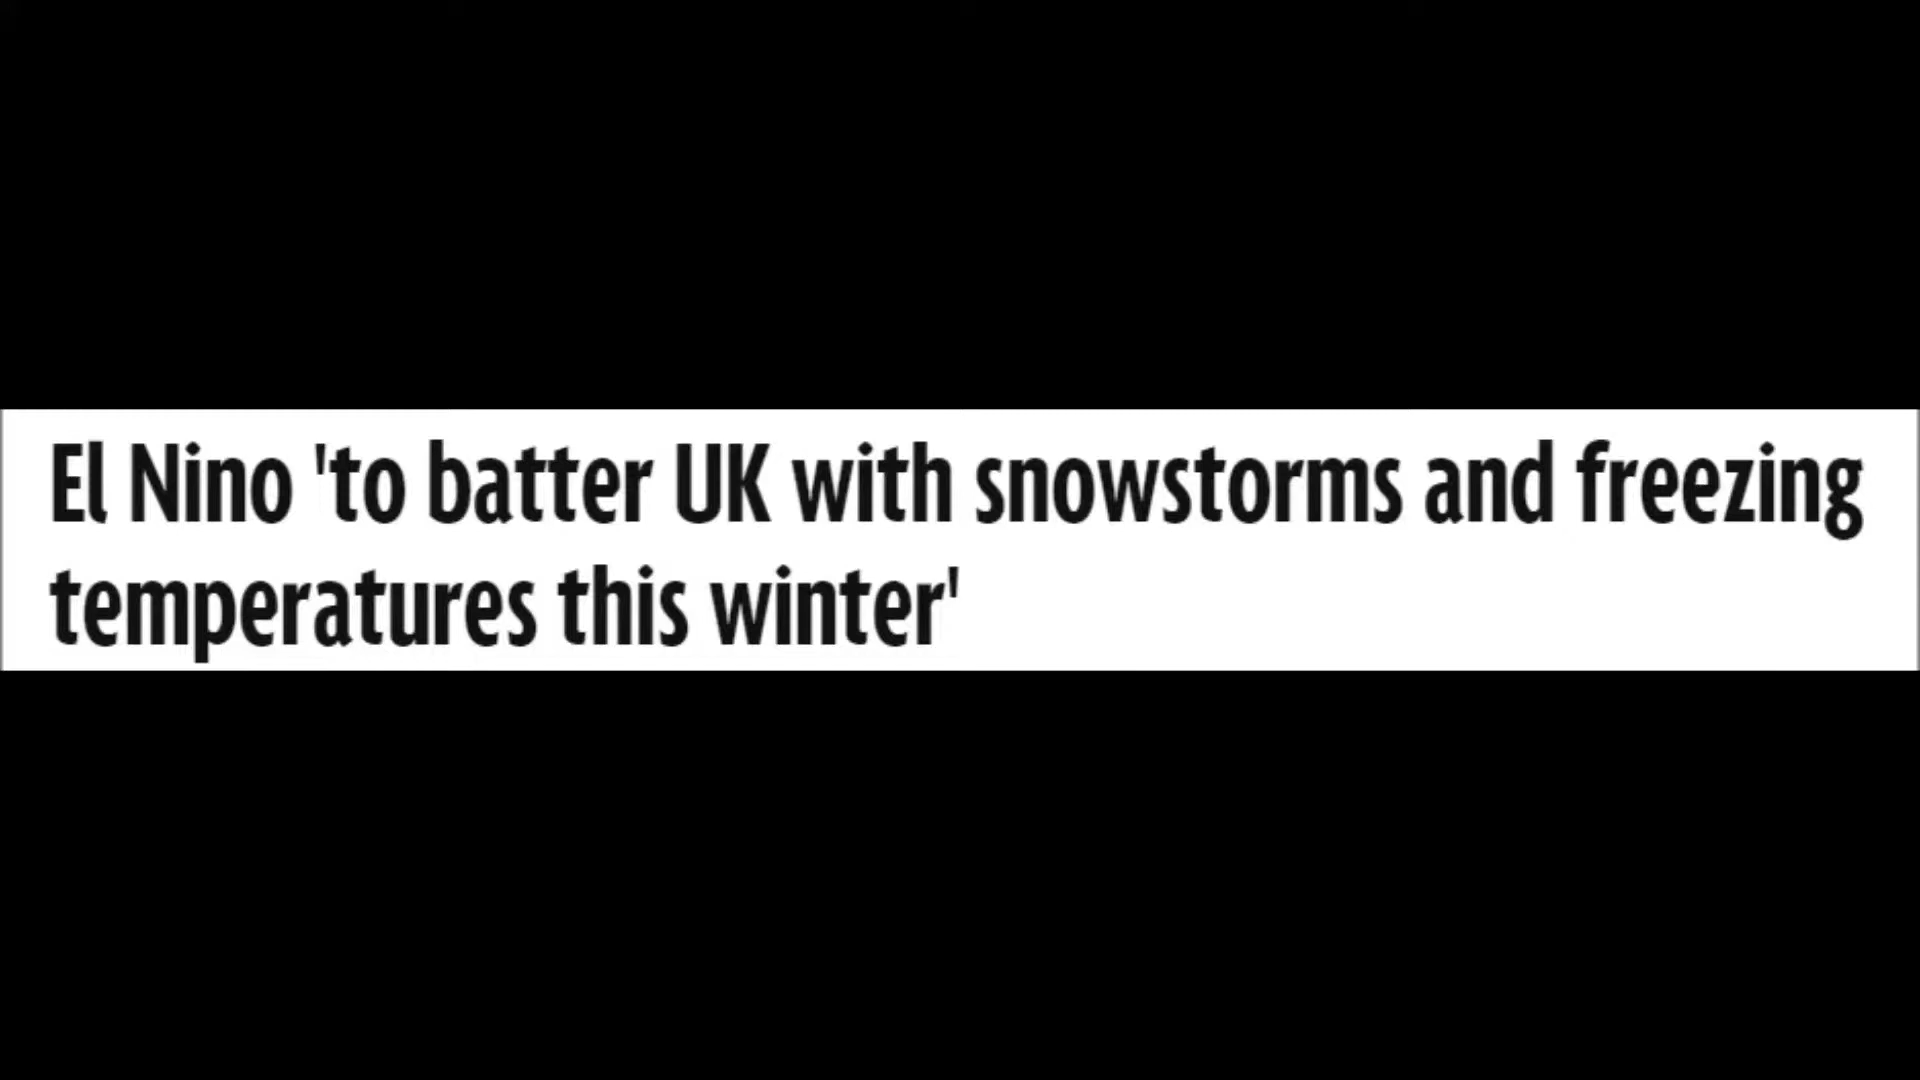 El Nino 'to batter UK with snowstorms and freezing
temperatures this winter'